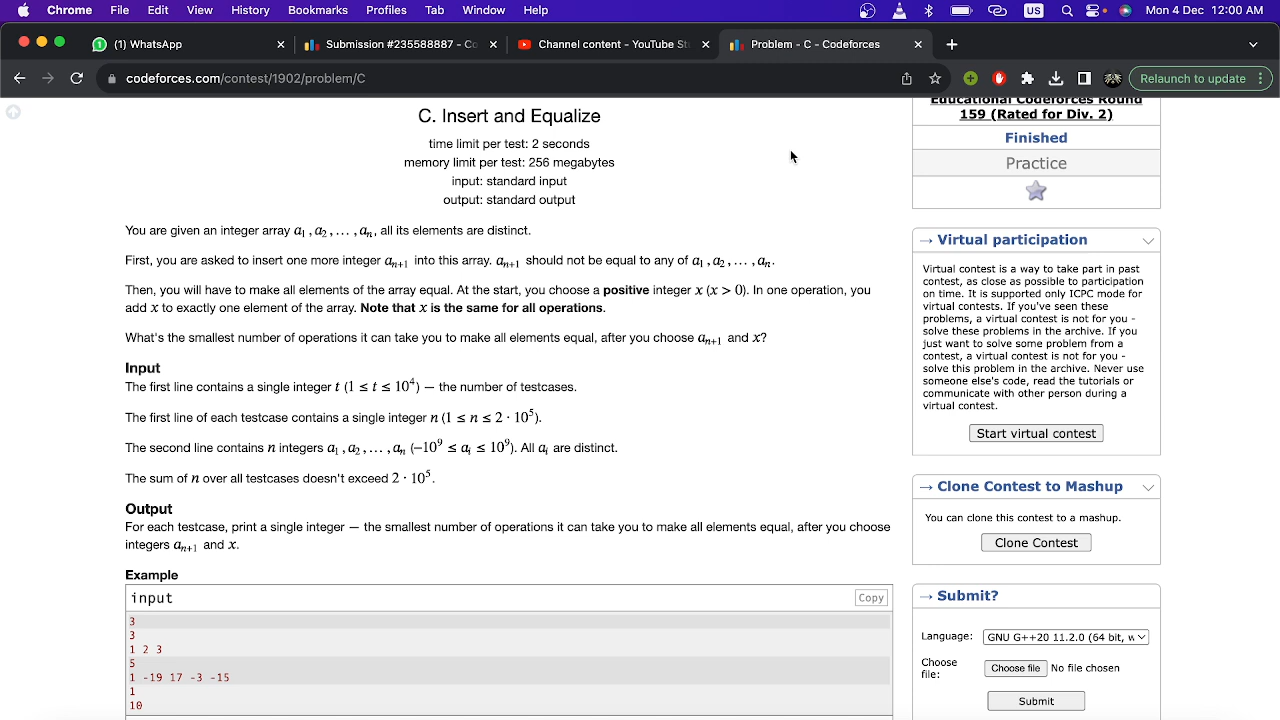 Chrome File Edit View History Bookmarks Profiles Tab Window Help US Mon 4 Dec 12:00 AM
(1) WhatsApp Submission #235588887 - Co Channel content - YouTube St Problem - C - Codeforces
codeforces.com/contest/1902/problem/C Relaunch to update
C. Insert and Equalize
time limit per test: 2 seconds
memory limit per test: 256 megabytes
input: standard input
output: standard output
You are given an integer array a₁, a₂, …, aₙ, all its elements are distinct.
First, you are asked to insert one more integer aₙ₊₁ into this array. aₙ₊₁ should not be equal to any of a₁, a₂, …, aₙ.
Then, you will have to make all elements of the array equal. At the start, you choose a positive integer x (x > 0). In one operation, you
add x to exactly one element of the array. Note that x is the same for all operations.
What's the smallest number of operations it can take you to make all elements equal, after you choose aₙ₊₁ and x?
Input
The first line contains a single integer t (1 ≤ t ≤ 10⁴) — the number of testcases.
The first line of each testcase contains a single integer n (1 ≤ n ≤ 2 · 10⁵).
The second line contains n integers a₁, a₂, …, aₙ (−10⁹ ≤ aᵢ ≤ 10⁹). All aᵢ are distinct.
The sum of n over all testcases doesn't exceed 2 · 10⁵.
Output
For each testcase, print a single integer — the smallest number of operations it can take you to make all elements equal, after you choose
integers aₙ₊₁ and x.
Example
input Copy
3
3
1 2 3
5
1 -19 17 -3 -15
1
10
Educational Codeforces Round
159 (Rated for Div. 2)
Finished
Practice
→ Virtual participation
Virtual contest is a way to take part in past
contest, as close as possible to participation
on time. It is supported only ICPC mode for
virtual contests. If you've seen these
problems, a virtual contest is not for you -
solve these problems in the archive. If you
just want to solve some problem from a
contest, a virtual contest is not for you -
solve this problem in the archive. Never use
someone else's code, read the tutorials or
communicate with other person during a
virtual contest.
Start virtual contest
→ Clone Contest to Mashup
You can clone this contest to a mashup.
Clone Contest
→ Submit?
Language: GNU G++20 11.2.0 (64 bit, w
Choose
file: Choose file No file chosen
Submit